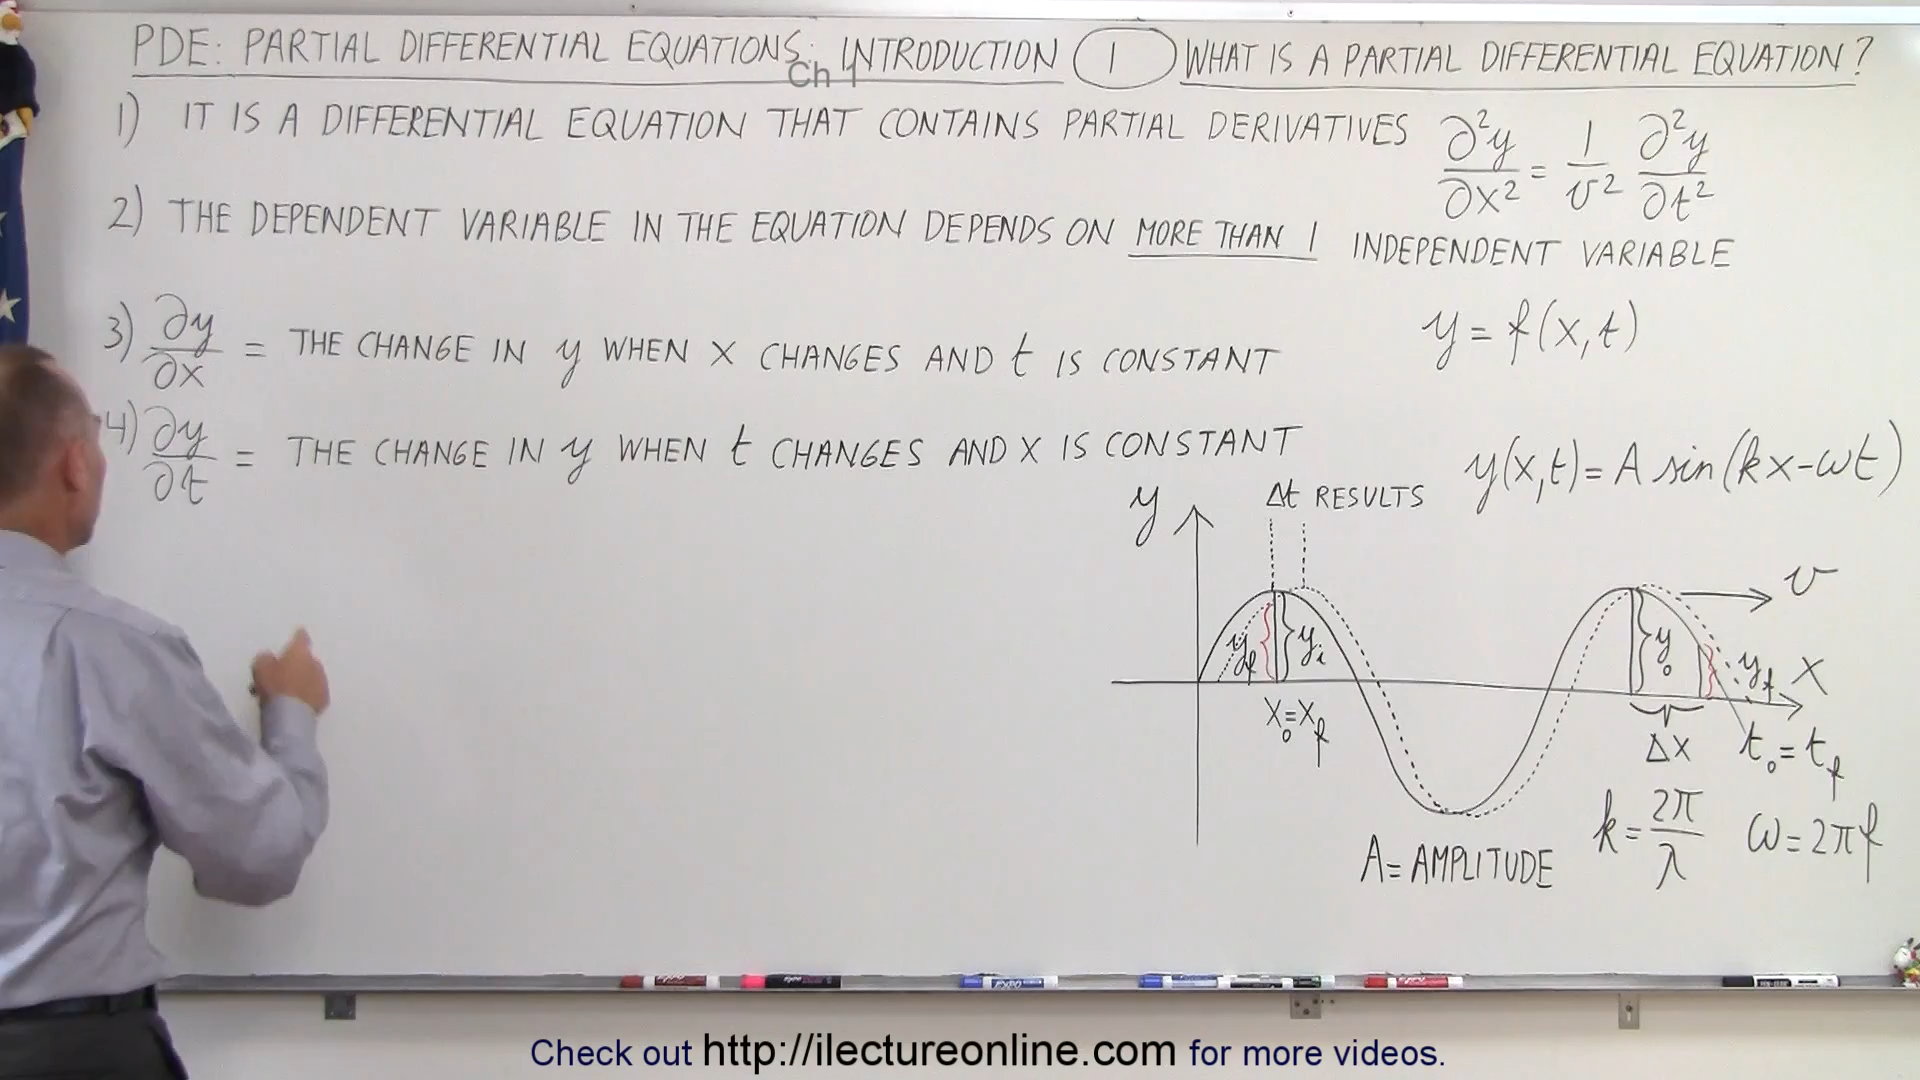 PDE: PARTIAL DIFFERENTIAL EQUATIONS: INTRODUCTION 1 WHAT IS A PARTIAL DIFFERENTIAL EQUATION?
Ch 1
1) IT IS A DIFFERENTIAL EQUATION THAT CONTAINS PARTIAL DERIVATIVES ∂²y/∂x² = 1/v² ∂²y/∂t²
2) THE DEPENDENT VARIABLE IN THE EQUATION DEPENDS ON MORE THAN 1 INDEPENDENT VARIABLE
y = f(x,t)
3) ∂y/∂x = THE CHANGE IN y WHEN X CHANGES AND t IS CONSTANT
4) ∂y/∂t = THE CHANGE IN y WHEN t CHANGES AND X IS CONSTANT
y(x,t) = A sin(kx-ωt)
y
Δt RESULTS
v
y_f y_i y_0 y_f X
X_0 = X_f
ΔX t_0 = t_f
A = AMPLITUDE k = 2π/λ ω = 2πf
Check out http://ilectureonline.com for more videos.